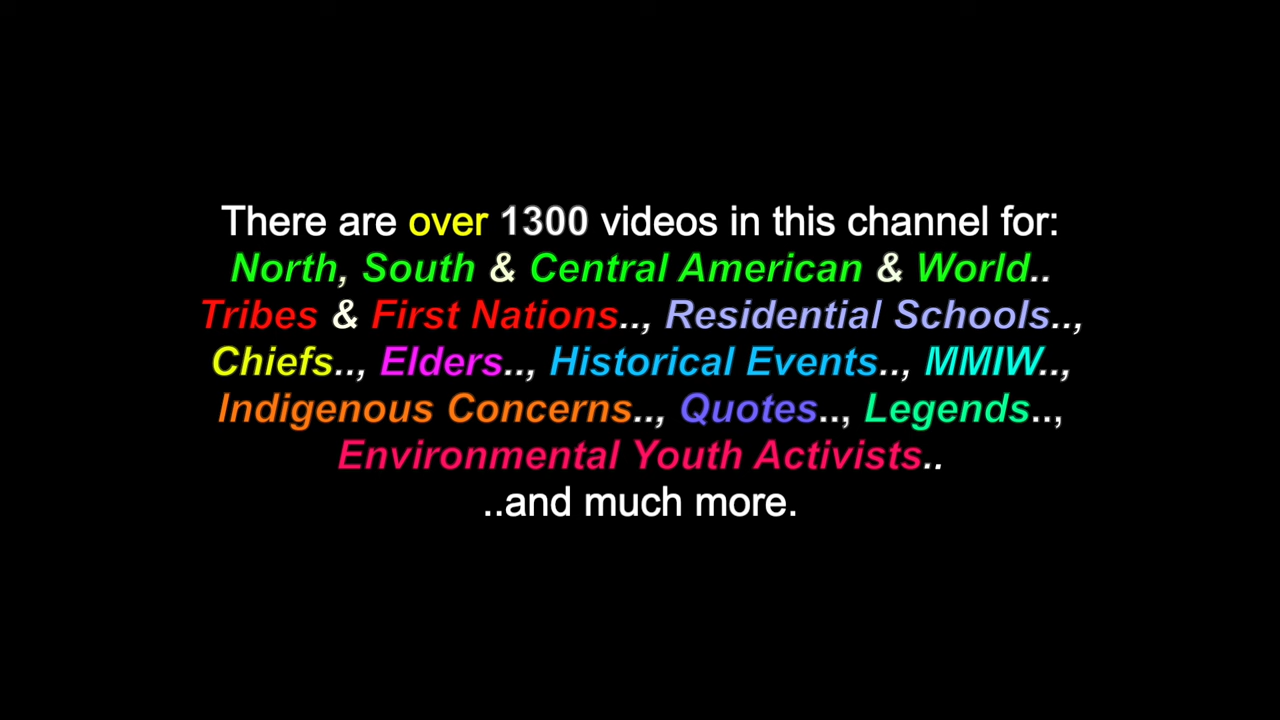 There are over 1300 videos in this channel for:
North, South & Central American & World..
Tribes & First Nations.., Residential Schools..,
Chiefs.., Elders.., Historical Events.., MMIW..,
Indigenous Concerns.., Quotes.., Legends..,
Environmental Youth Activists..
..and much more.